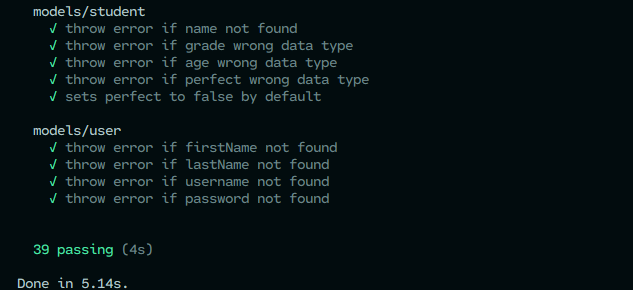 models/student
✓ throw error if name not found
✓ throw error if grade wrong data type
✓ throw error if age wrong data type
✓ throw error if perfect wrong data type
✓ sets perfect to false by default
models/user
✓ throw error if firstName not found
✓ throw error if lastName not found
✓ throw error if username not found
✓ throw error if password not found
39 passing (4s)
Done in 5.14s.